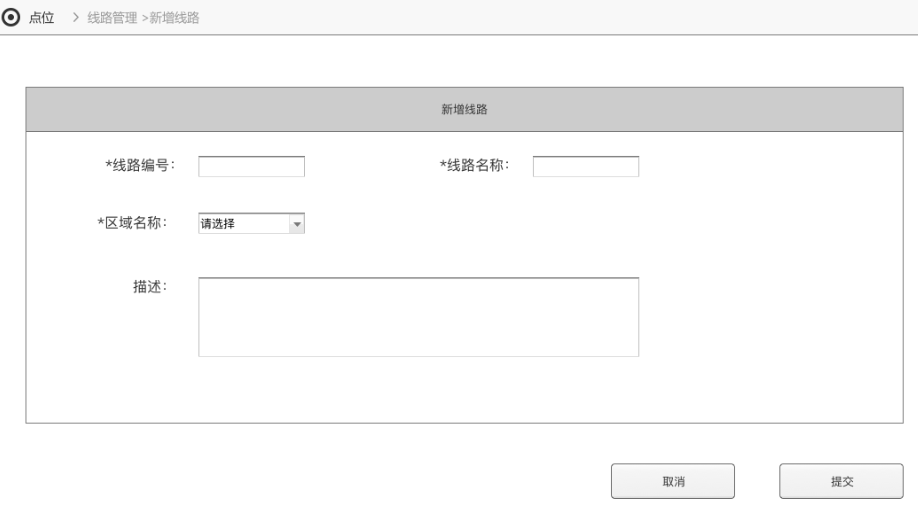 点位 > 线路管理 >新增线路
新增线路
*线路编号: *线路名称:
*区域名称: 请选择
描述:
取消 提交